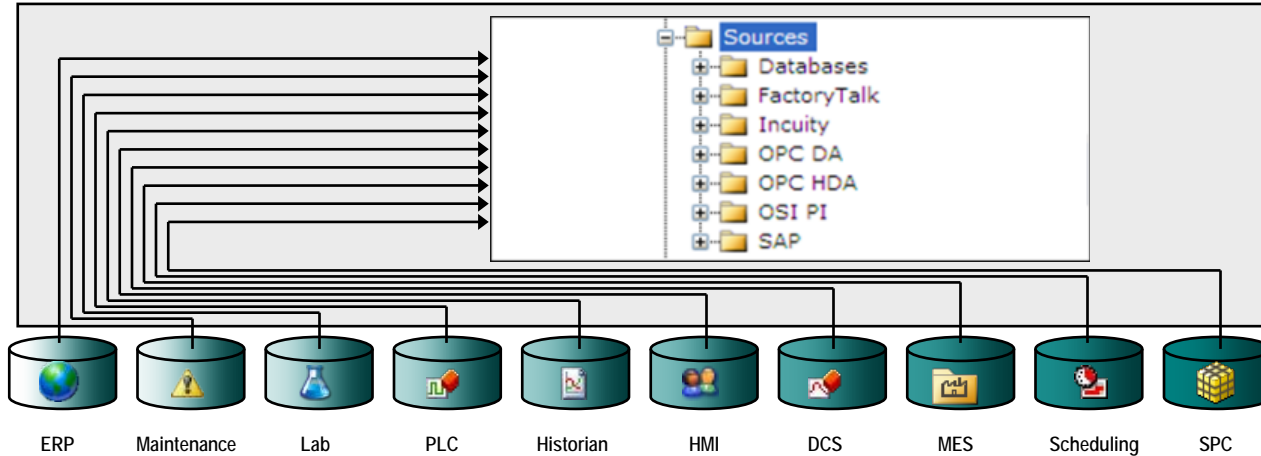 Sources
Databases
FactoryTalk
Incuity
OPC DA
OPC HDA
OSI PI
SAP
ERP Maintenance Lab PLC Historian HMI DCS MES Scheduling SPC